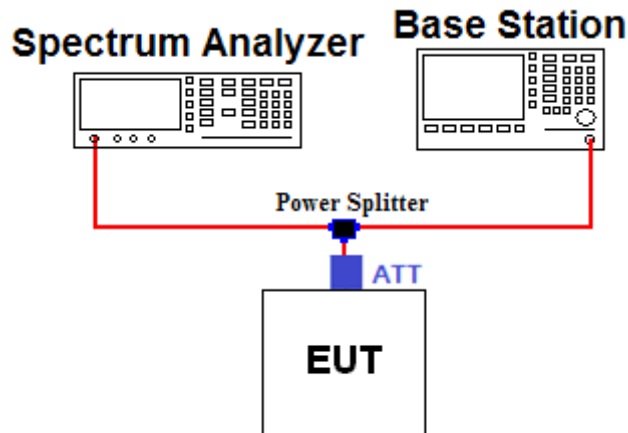 Spectrum Analyzer
Base Station
Power Splitter
ATT
EUT